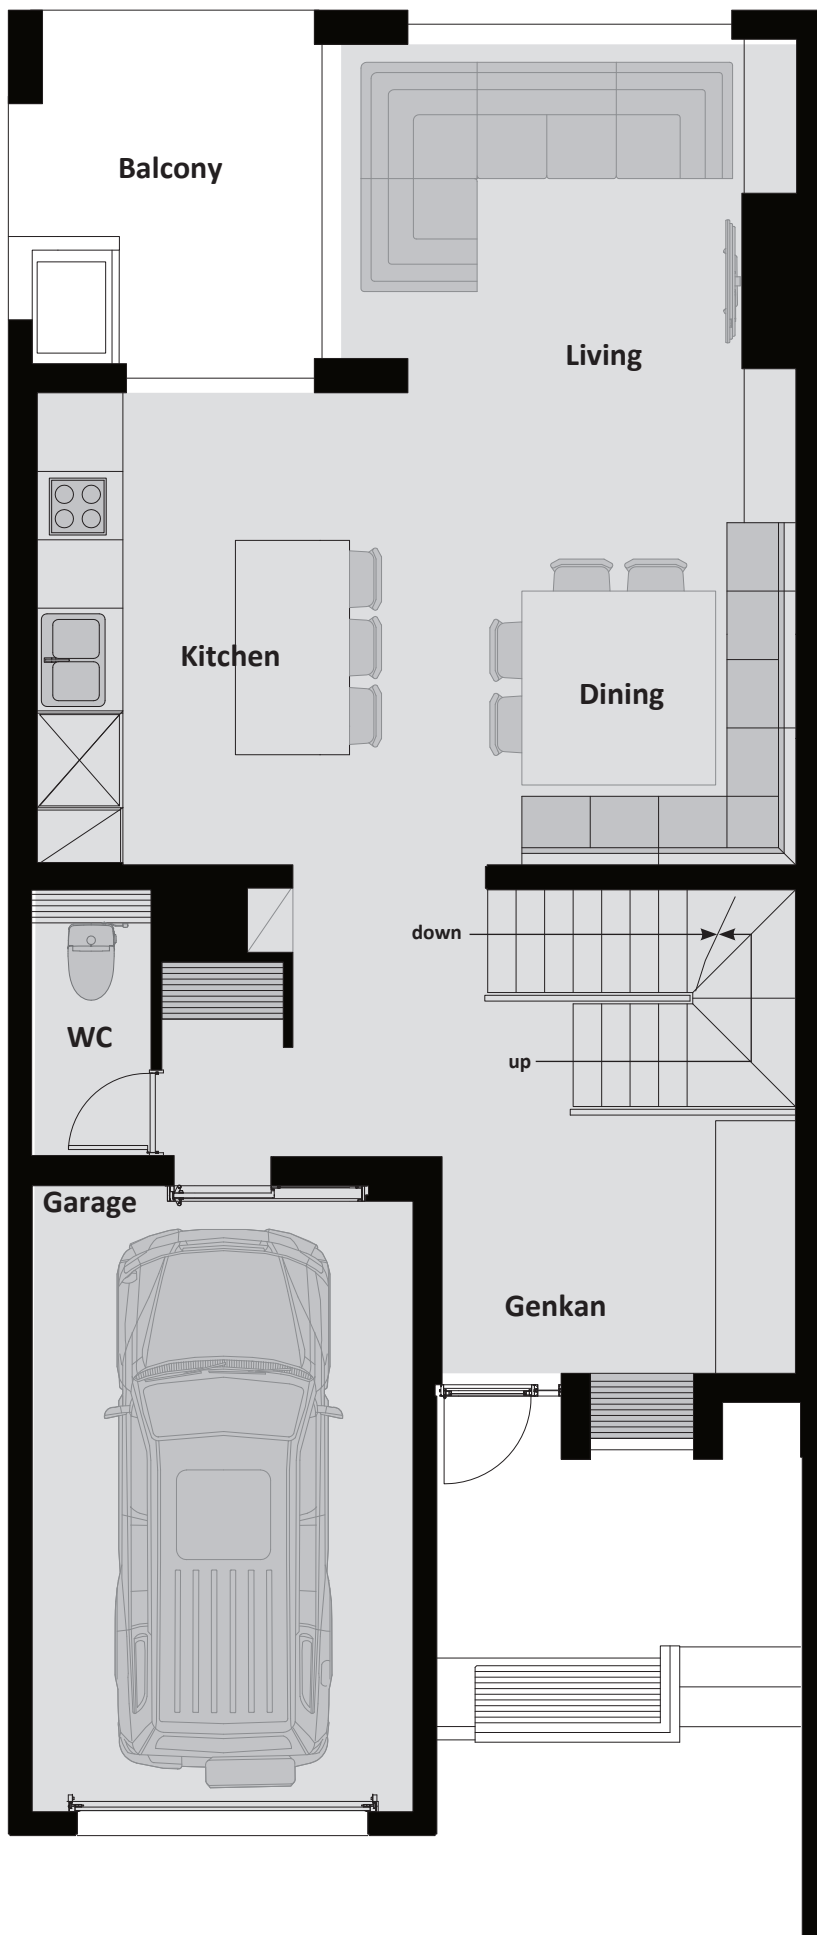 Balcony
Living
Kitchen
Dining
down
WC
up
Garage
Genkan